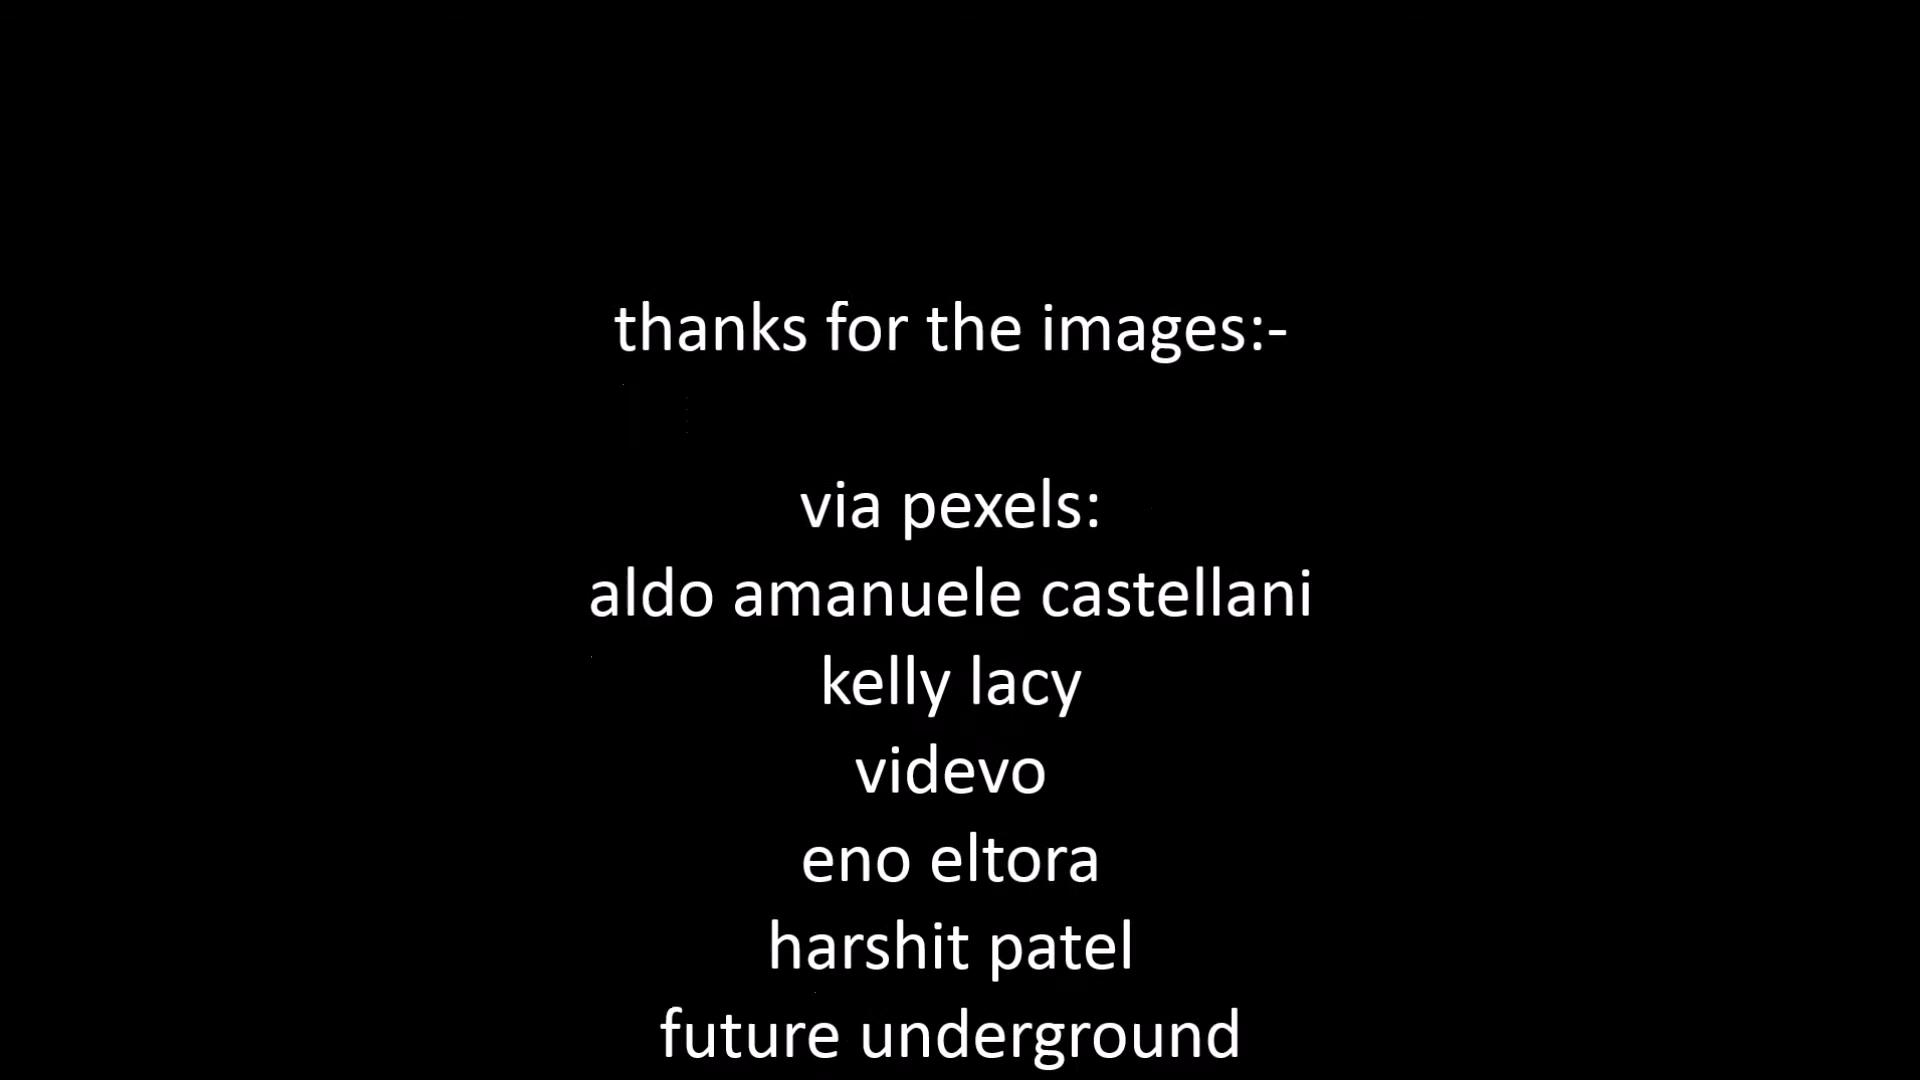 thanks for the images:-
via pexels:
aldo amanuele castellani
kelly lacy
videvo
eno eltora
harshit patel
future underground